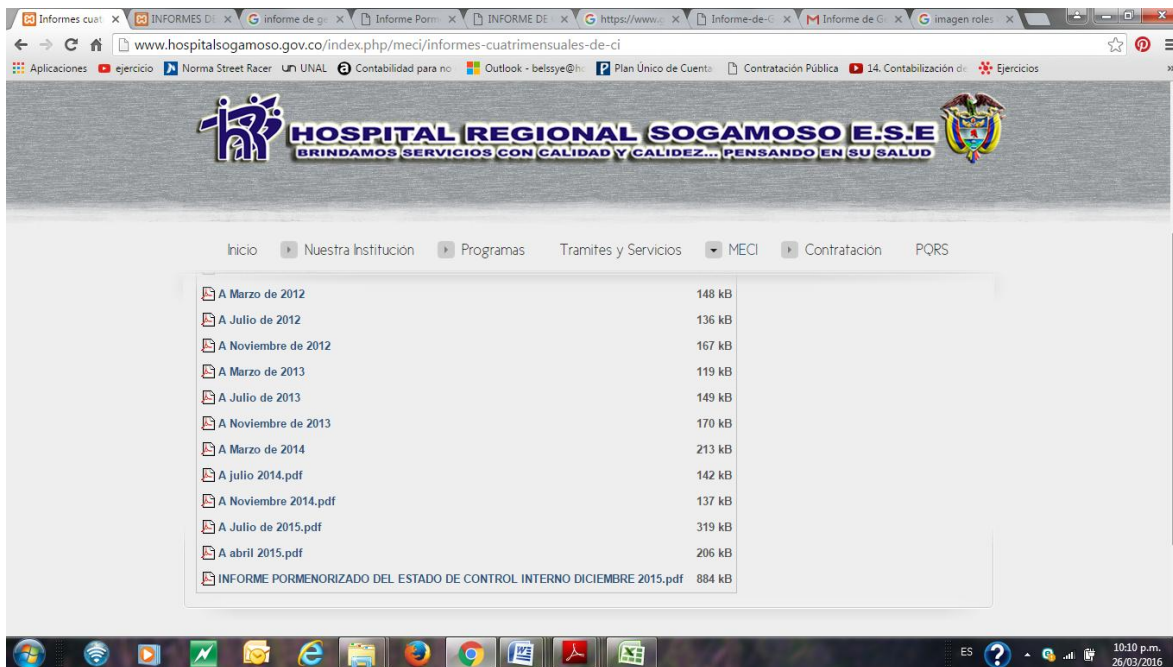 Informes cuat
INFORMES DE
informe de ge
Informe Porm
INFORME DE
https://www.g
Informe-de-G
Informe de Ge
imagen roles
www.hospitalsogamoso.gov.co/index.php/meci/informes-cuatrimensuales-de-ci
Aplicaciones ejercicio Norma Street Racer UNAL Contabilidad para no Outlook - belssye@ho Plan Único de Cuenta Contratación Pública 14. Contabilización de Ejercicios
HOSPITAL REGIONAL SOGAMOSO E.S.E
BRINDAMOS SERVICIOS CON CALIDAD Y CALIDEZ... PENSANDO EN SU SALUD
Inicio Nuestra Institución Programas Tramites y Servicios MECI Contratación PQRS
A Marzo de 2012 148 kB
A Julio de 2012 136 kB
A Noviembre de 2012 167 kB
A Marzo de 2013 119 kB
A Julio de 2013 149 kB
A Noviembre de 2013 170 kB
A Marzo de 2014 213 kB
A julio 2014.pdf 142 kB
A Noviembre 2014.pdf 137 kB
A Julio de 2015.pdf 319 kB
A abril 2015.pdf 206 kB
INFORME PORMENORIZADO DEL ESTADO DE CONTROL INTERNO DICIEMBRE 2015.pdf 884 kB
ES 10:10 p.m.
26/03/2016